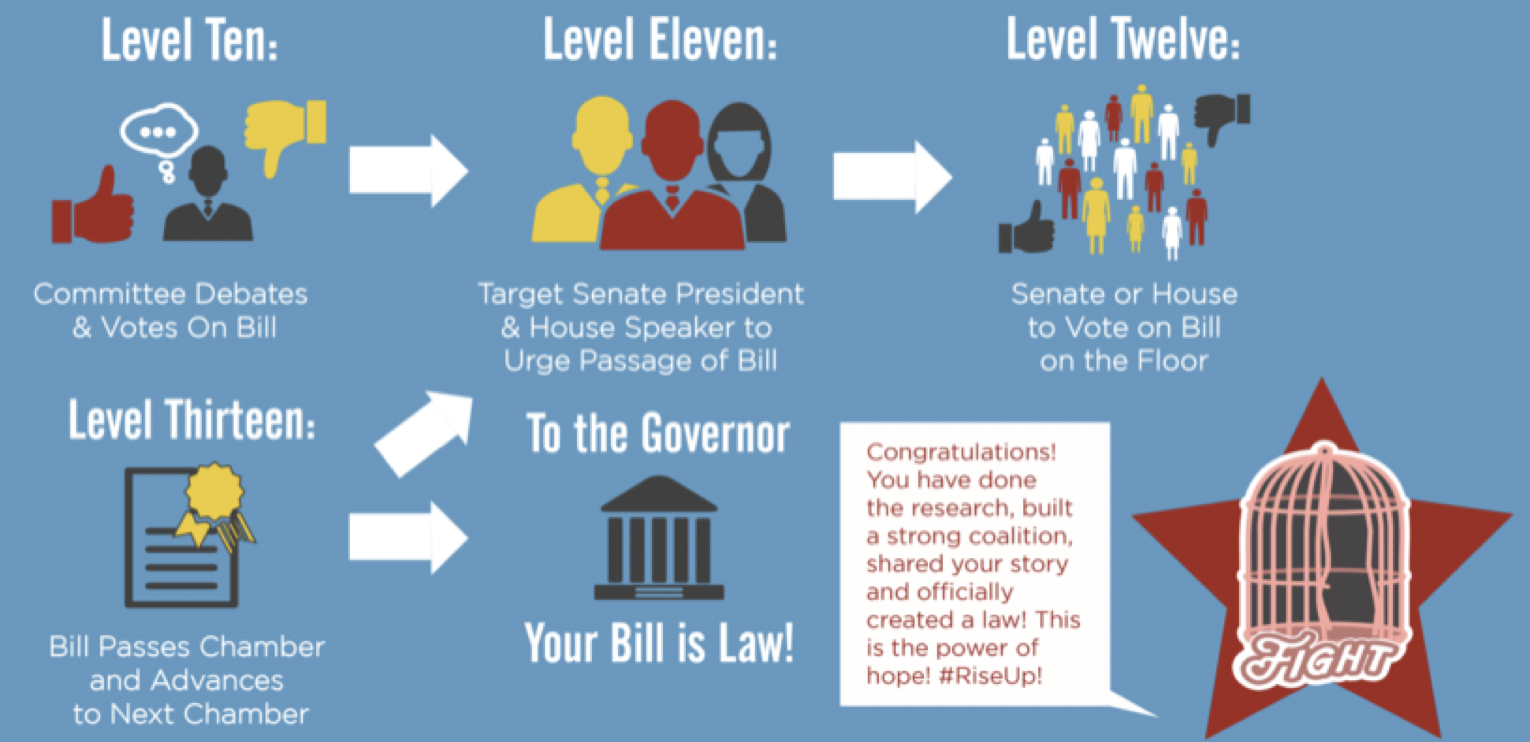 Level Ten:
Committee Debates
& Votes On Bill
Level Eleven:
Target Senate President
& House Speaker to
Urge Passage of Bill
Level Twelve:
Senate or House
to Vote on Bill
on the Floor
Level Thirteen:
Bill Passes Chamber
and Advances
to Next Chamber
To the Governor
Your Bill is Law!
Congratulations!
You have done
the research, built
a strong coalition,
shared your story
and officially
created a law! This
is the power of
hope! #RiseUp!
FIGHT